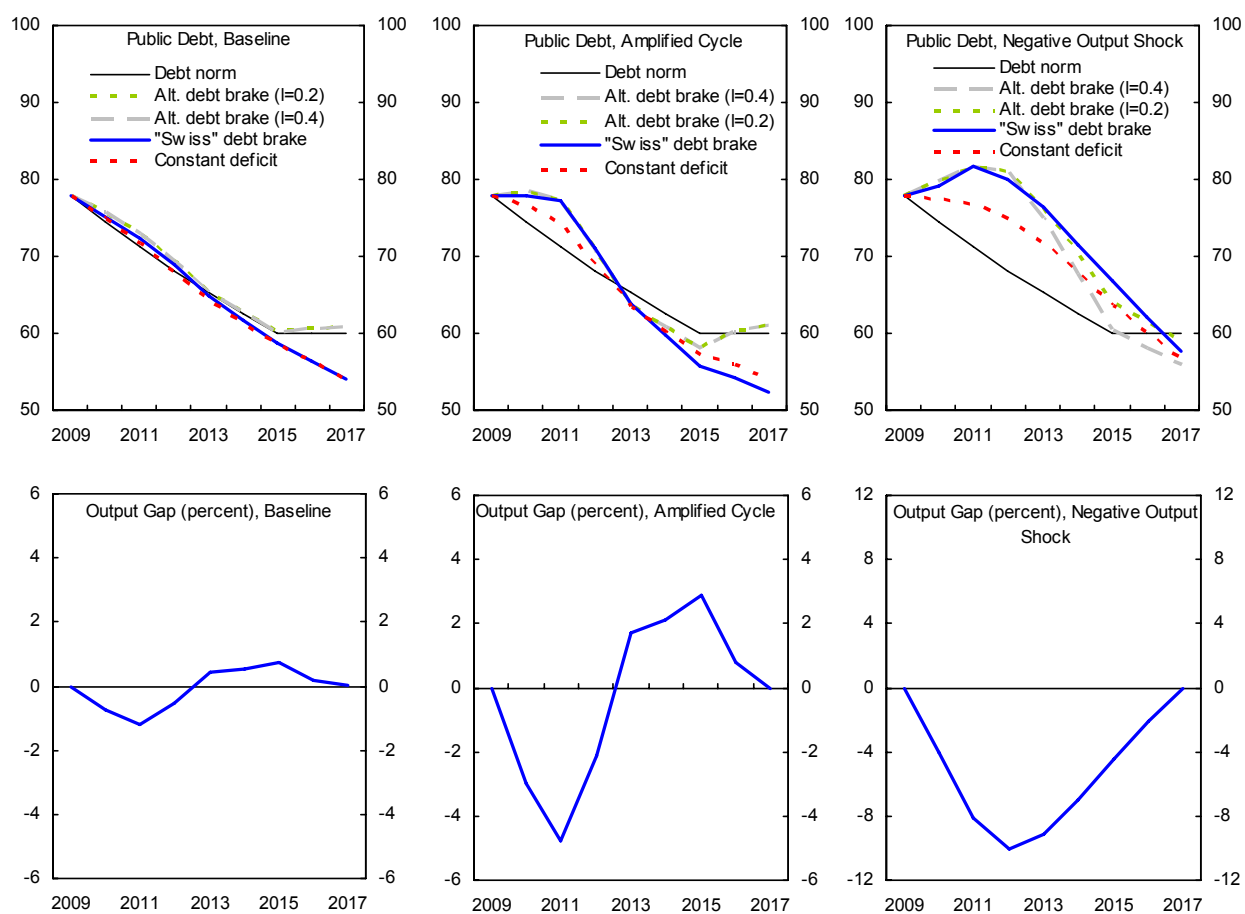 Public Debt, Baseline
100
90
80
70
60
50
100
90
80
70
60
50
Debt norm
Alt. debt brake (l=0.2)
Alt. debt brake (l=0.4)
"Swiss" debt brake
Constant deficit
2009 2011 2013 2015 2017
Public Debt, Amplified Cycle
100
90
80
70
60
50
100
90
80
70
60
50
Debt norm
Alt. debt brake (l=0.4)
Alt. debt brake (l=0.2)
"Swiss" debt brake
Constant deficit
2009 2011 2013 2015 2017
Public Debt, Negative Output Shock
100
90
80
70
60
50
100
90
80
70
60
50
Debt norm
Alt. debt brake (l=0.4)
Alt. debt brake (l=0.2)
"Swiss" debt brake
Constant deficit
2009 2011 2013 2015 2017
Output Gap (percent), Baseline
6
4
2
0
-2
-4
-6
6
4
2
0
-2
-4
-6
2009 2011 2013 2015 2017
Output Gap (percent), Amplified Cycle
6
4
2
0
-2
-4
-6
6
4
2
0
-2
-4
-6
2009 2011 2013 2015 2017
Output Gap (percent), Negative Output
Shock
12
8
4
0
-4
-8
-12
12
8
4
0
-4
-8
-12
2009 2011 2013 2015 2017